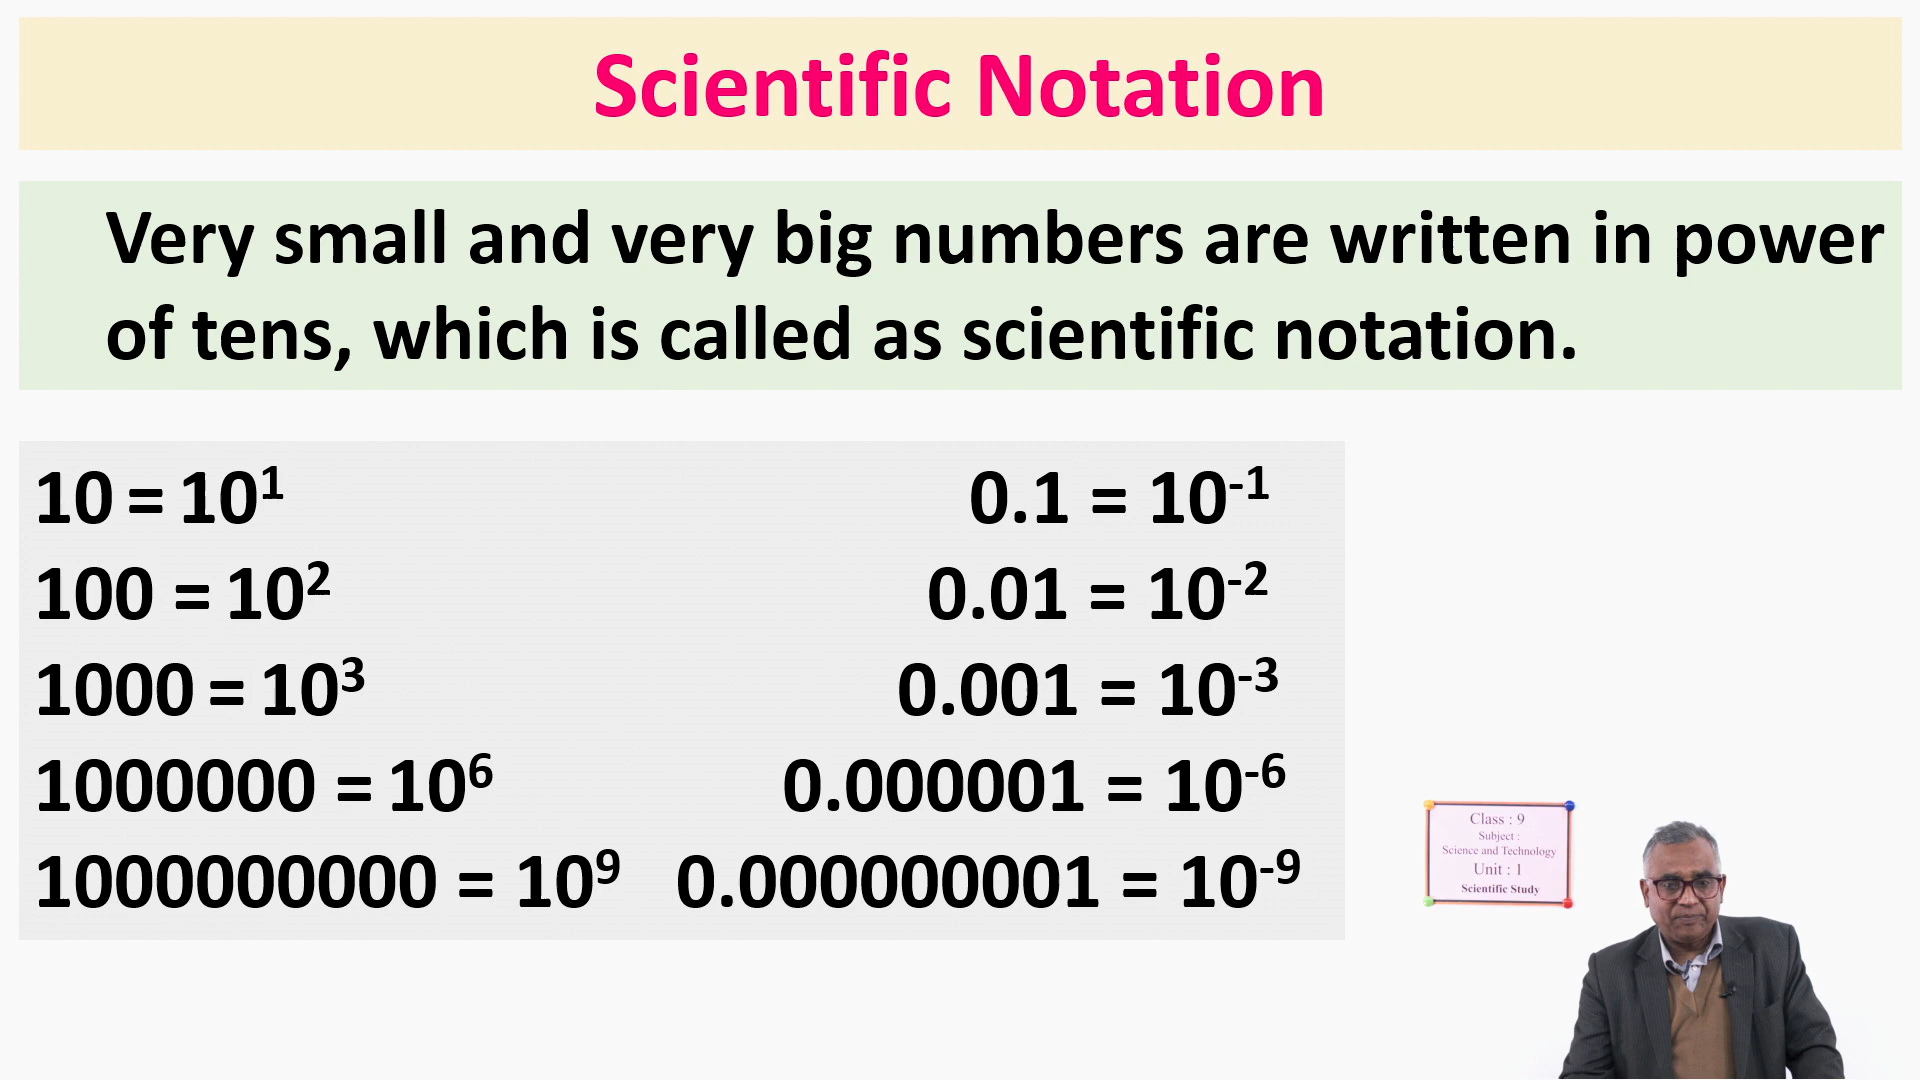 Scientific Notation
Very small and very big numbers are written in power
of tens, which is called as scientific notation.
10 = 10¹
0.1 = 10⁻¹
100 = 10²
0.01 = 10⁻²
1000 = 10³
0.001 = 10⁻³
1000000 = 10⁶
0.000001 = 10⁻⁶
1000000000 = 10⁹
0.000000001 = 10⁻⁹
Class : 9
Subject :
Science and Technology
Unit : 1
Scientific Study